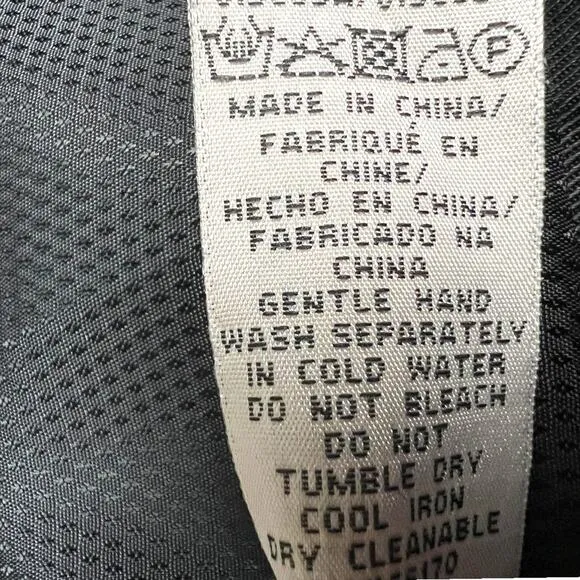 P
MADE IN CHINA/
FABRIQUÉ EN
CHINE/
HECHO EN CHINA/
FABRICADO NA
CHINA
GENTLE HAND
WASH SEPARATELY
IN COLD WATER
DO NOT BLEACH
DO NOT
TUMBLE DRY
COOL IRON
DRY CLEANABLE